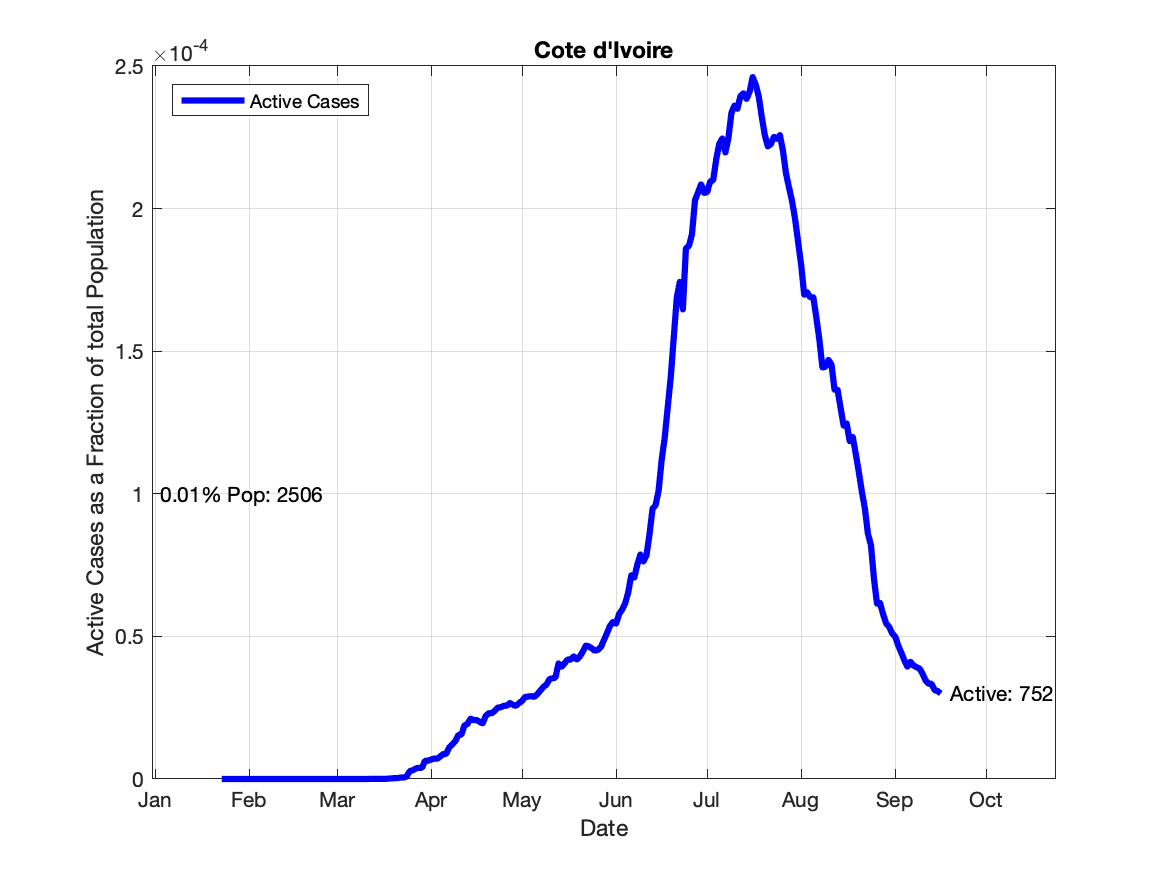 Cote d'Ivoire
×10-4
2.5
2
1.5
1
0.5
0
Active Cases
0.01% Pop: 2506
Active: 752
Jan Feb Mar Apr May Jun Jul Aug Sep Oct
Date
Active Cases as a Fraction of total Population